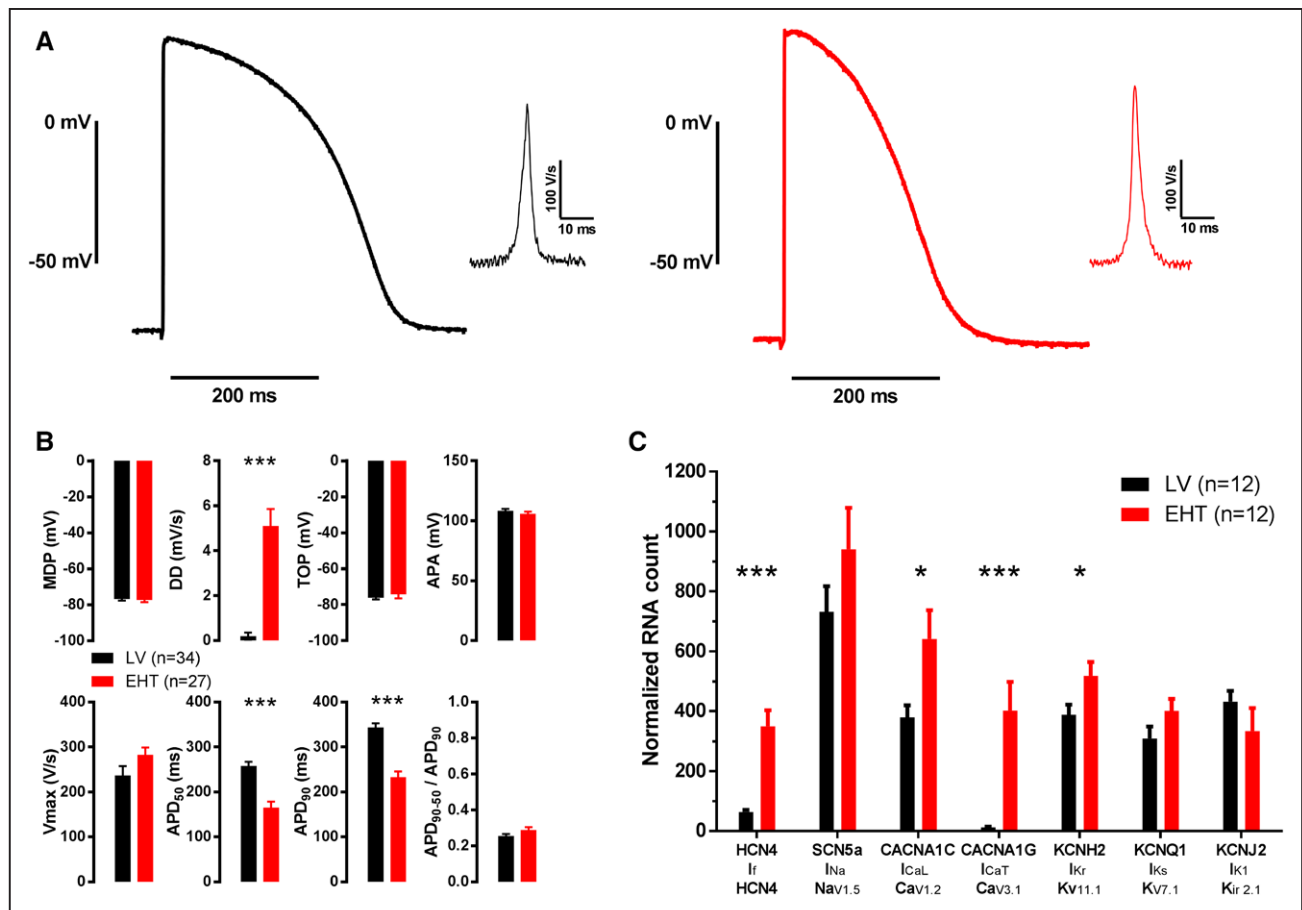 A
0 mV
-50 mV
100 V/s
10 ms
200 ms
0 mV
-50 mV
100 V/s
10 ms
200 ms
B
MDP (mV)
0
-20
-40
-60
-80
-100
DD (mV/s)
8
6
4
2
0
***
TOP (mV)
0
-20
-40
-60
-80
-100
APA (mV)
150
100
50
0
LV (n=34)
EHT (n=27)
Vmax (V/s)
400
300
200
100
0
APD50 (ms)
400
300
200
100
0
***
APD90 (ms)
400
300
200
100
0
***
APD90-50 / APD90
1.0
0.8
0.6
0.4
0.2
0.0
C
Normalized RNA count
1200
1000
800
600
400
200
0
LV (n=12)
EHT (n=12)
*** * *** *
HCN4 SCN5a CACNA1C CACNA1G KCNH2 KCNQ1 KCNJ2
If INa ICaL ICaT IKr IKs IK1
HCN4 NaV1.5 CaV1.2 CaV3.1 Kv11.1 KV7.1 Kir 2.1